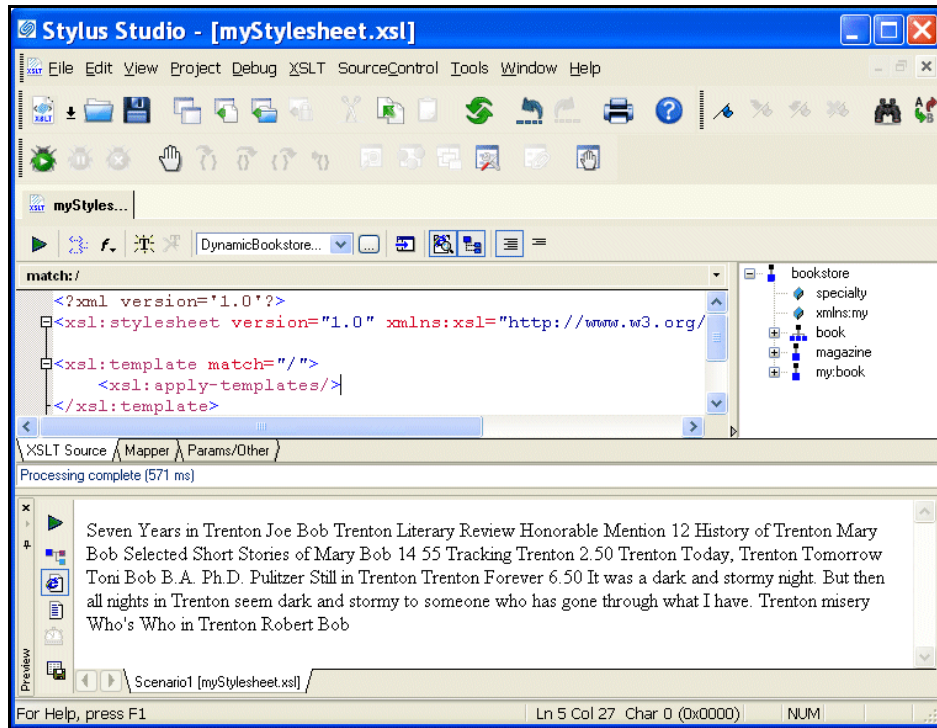 Stylus Studio - [myStylesheet.xsl]
File Edit View Project Debug XSLT SourceControl Tools Window Help
XSLT
myStyles...
DynamicBookstore...
match:/
<?xml version='1.0'?>
<xsl:stylesheet version="1.0" xmlns:xsl="http://www.w3.org/
<xsl:template match="/">
<xsl:apply-templates/>
</xsl:template>
bookstore
specialty
xmlns:my
book
magazine
my:book
XSLT Source Mapper Params/Other
Processing complete (571 ms)
Seven Years in Trenton Joe Bob Trenton Literary Review Honorable Mention 12 History of Trenton Mary
Bob Selected Short Stories of Mary Bob 14 55 Tracking Trenton 2.50 Trenton Today, Trenton Tomorrow
Toni Bob B.A. Ph.D. Pulitzer Still in Trenton Trenton Forever 6.50 It was a dark and stormy night. But then
all nights in Trenton seem dark and stormy to someone who has gone through what I have. Trenton misery
Who's Who in Trenton Robert Bob
Preview
Scenario1 [myStylesheet.xsl]
For Help, press F1 Ln 5 Col 27 Char 0 (0x0000) NUM